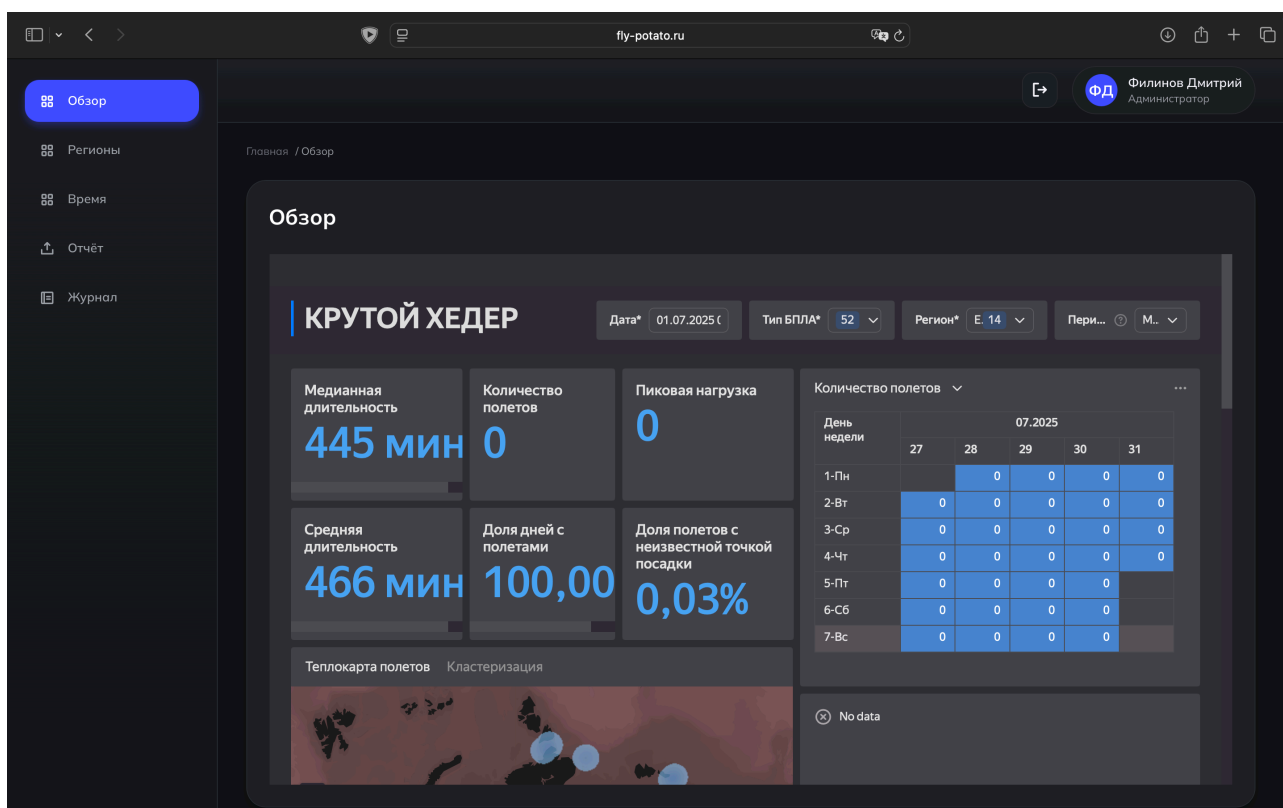 fly-potato.ru
Обзор
Регионы
Время
Отчёт
Журнал
ФД
Филинов Дмитрий
Администратор
Главная / Обзор
Обзор
КРУТОЙ ХЕДЕР
Дата* 01.07.2025
Тип БПЛА* 52
Регион* Е. 14
Пери... ? М..
Медианная
длительность
445 мин
Количество
полетов
0
Пиковая нагрузка
0
Средняя
длительность
466 мин
Доля дней с
полетами
100,00
Доля полетов с
неизвестной точкой
посадки
0,03%
Количество полетов
День
недели
07.2025
27 28 29 30 31
1-Пн 0 0 0 0
2-Вт 0 0 0 0 0
3-Ср 0 0 0 0 0
4-Чт 0 0 0 0 0
5-Пт 0 0 0 0
6-Сб 0 0 0 0
7-Вс 0 0 0 0
Теплокарта полетов Кластеризация
No data